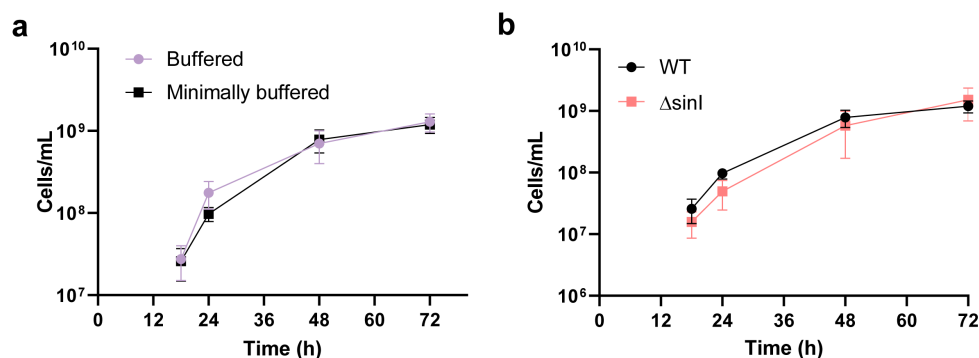 a
Buffered
Minimally buffered
Cells/mL
10^10
10^9
10^8
10^7
0 12 24 36 48 60 72
Time (h)
b
WT
ΔsinI
Cells/mL
10^10
10^9
10^8
10^7
10^6
0 12 24 36 48 60 72
Time (h)